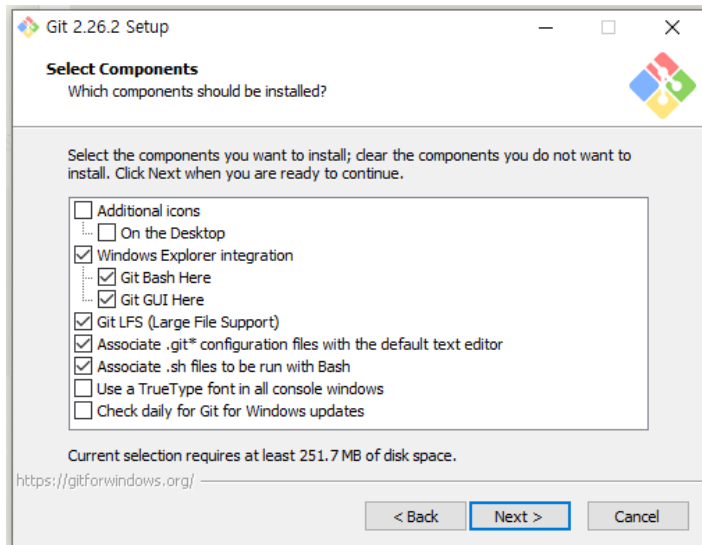 Git 2.26.2 Setup
Select Components
Which components should be installed?
Select the components you want to install; clear the components you do not want to
install. Click Next when you are ready to continue.
Additional icons
On the Desktop
Windows Explorer integration
Git Bash Here
Git GUI Here
Git LFS (Large File Support)
Associate .git* configuration files with the default text editor
Associate .sh files to be run with Bash
Use a TrueType font in all console windows
Check daily for Git for Windows updates
Current selection requires at least 251.7 MB of disk space.
https://gitforwindows.org/
< Back
Next >
Cancel